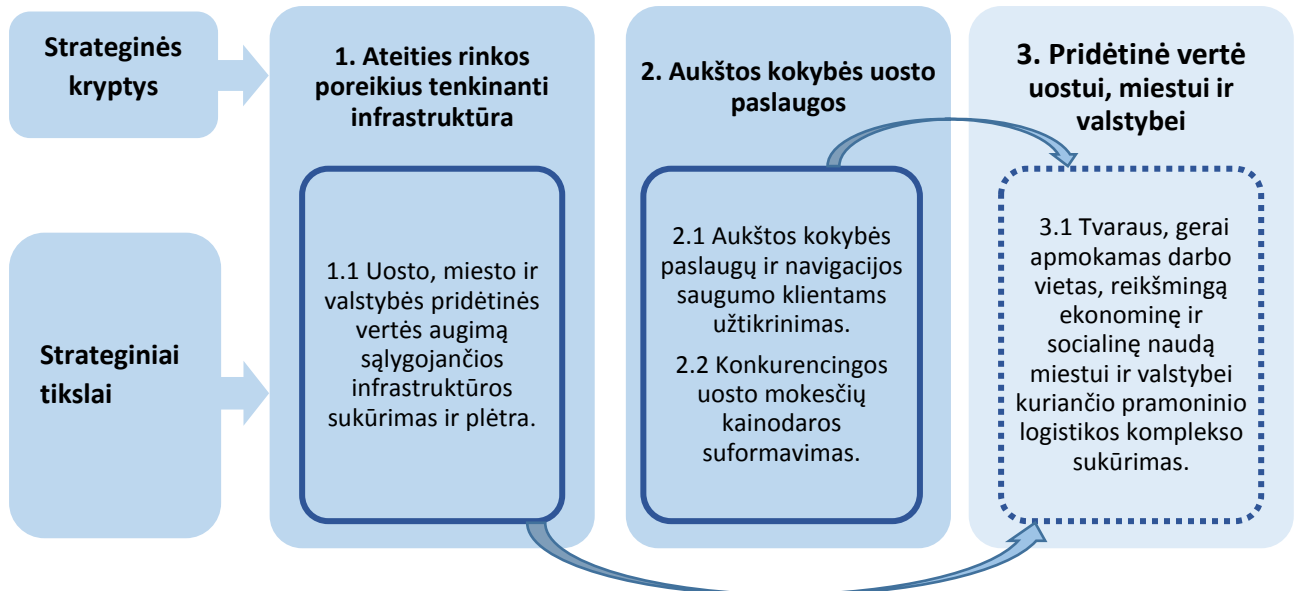 Strateginės
kryptys
1. Ateities rinkos
poreikius tenkinanti
infrastruktūra
2. Aukštos kokybės uosto
paslaugos
3. Pridėtinė vertė
uostui, miestui ir
valstybei
Strateginiai
tikslai
1.1 Uosto, miesto ir
valstybės pridėtinės
vertės augimą
sąlygojančios
infrastruktūros
sukūrimas ir plėtra.
2.1 Aukštos kokybės
paslaugų ir navigacijos
saugumo klientams
užtikrinimas.
2.2 Konkurencingos
uosto mokesčių
kainodaros
suformavimas.
3.1 Tvaraus, gerai
apmokamas darbo
vietas, reikšmingą
ekonominę ir
socialinę naudą
miestui ir valstybei
kuriančio pramoninio
logistikos komplekso
sukūrimas.